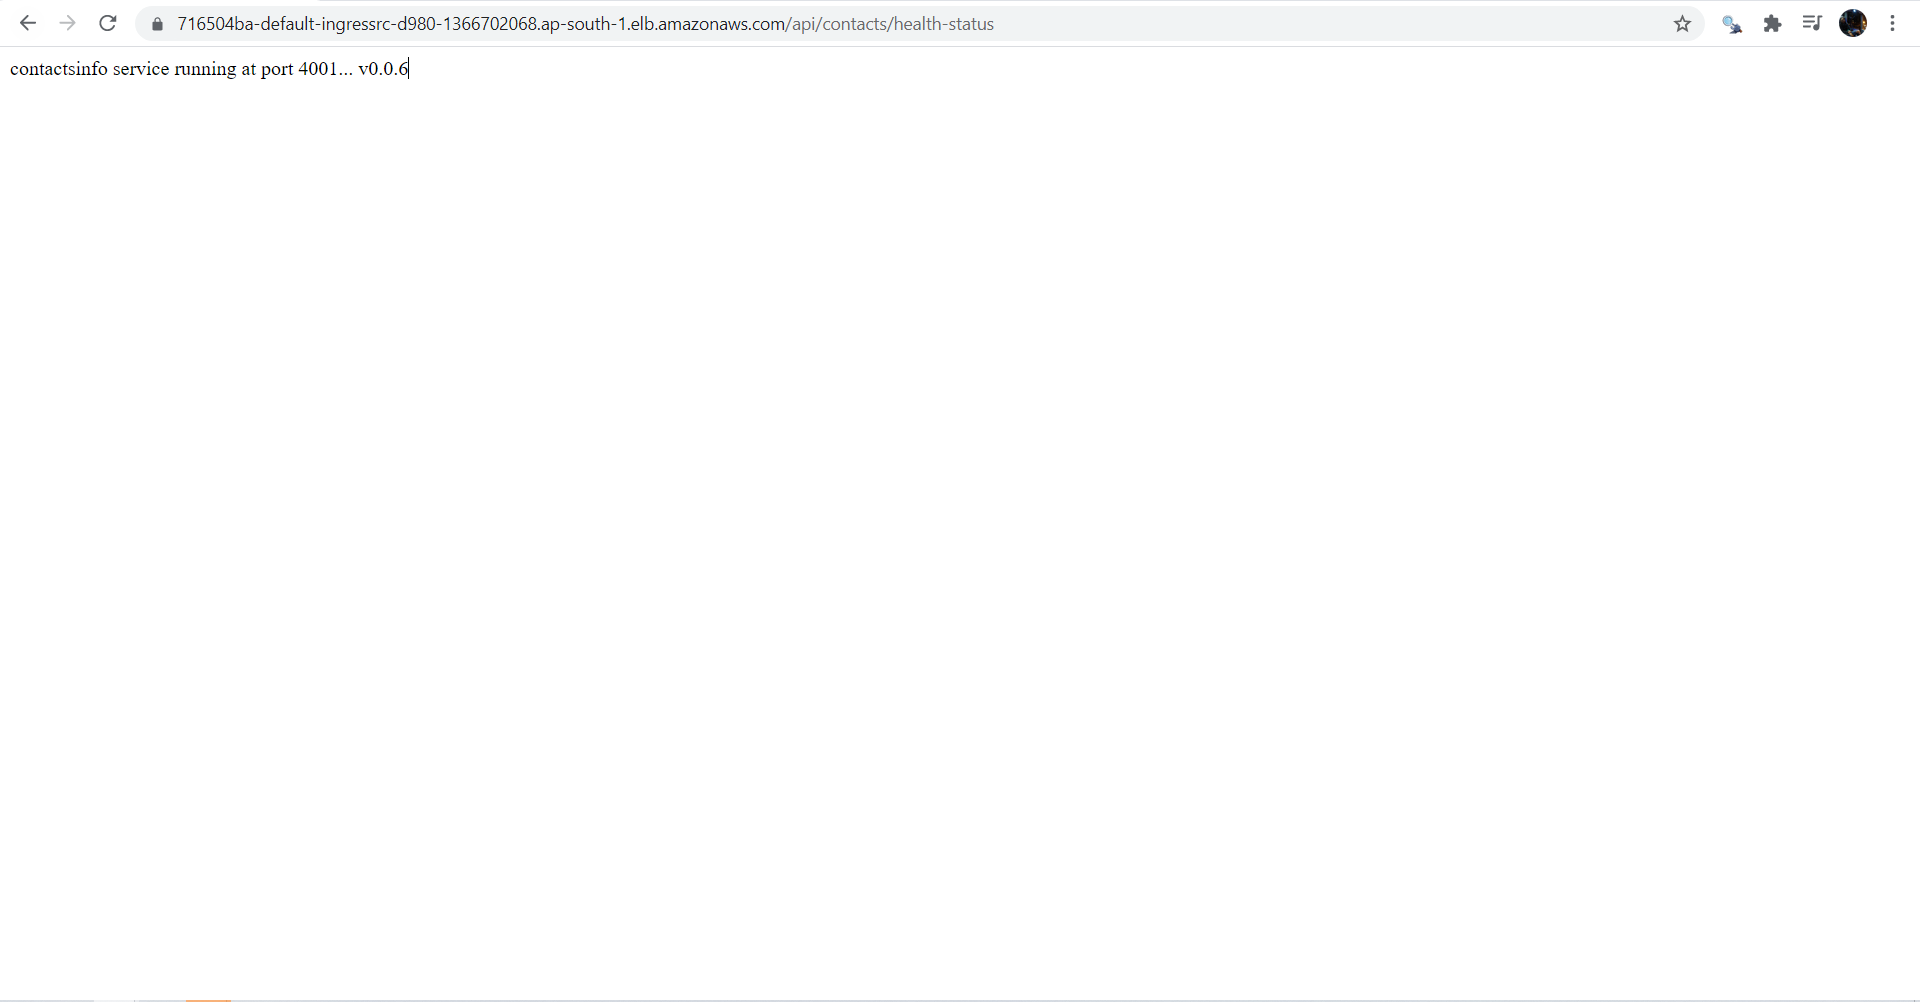 716504ba-default-ingressrc-d980-1366702068.ap-south-1.elb.amazonaws.com/api/contacts/health-status
contactsinfo service running at port 4001... v0.0.6